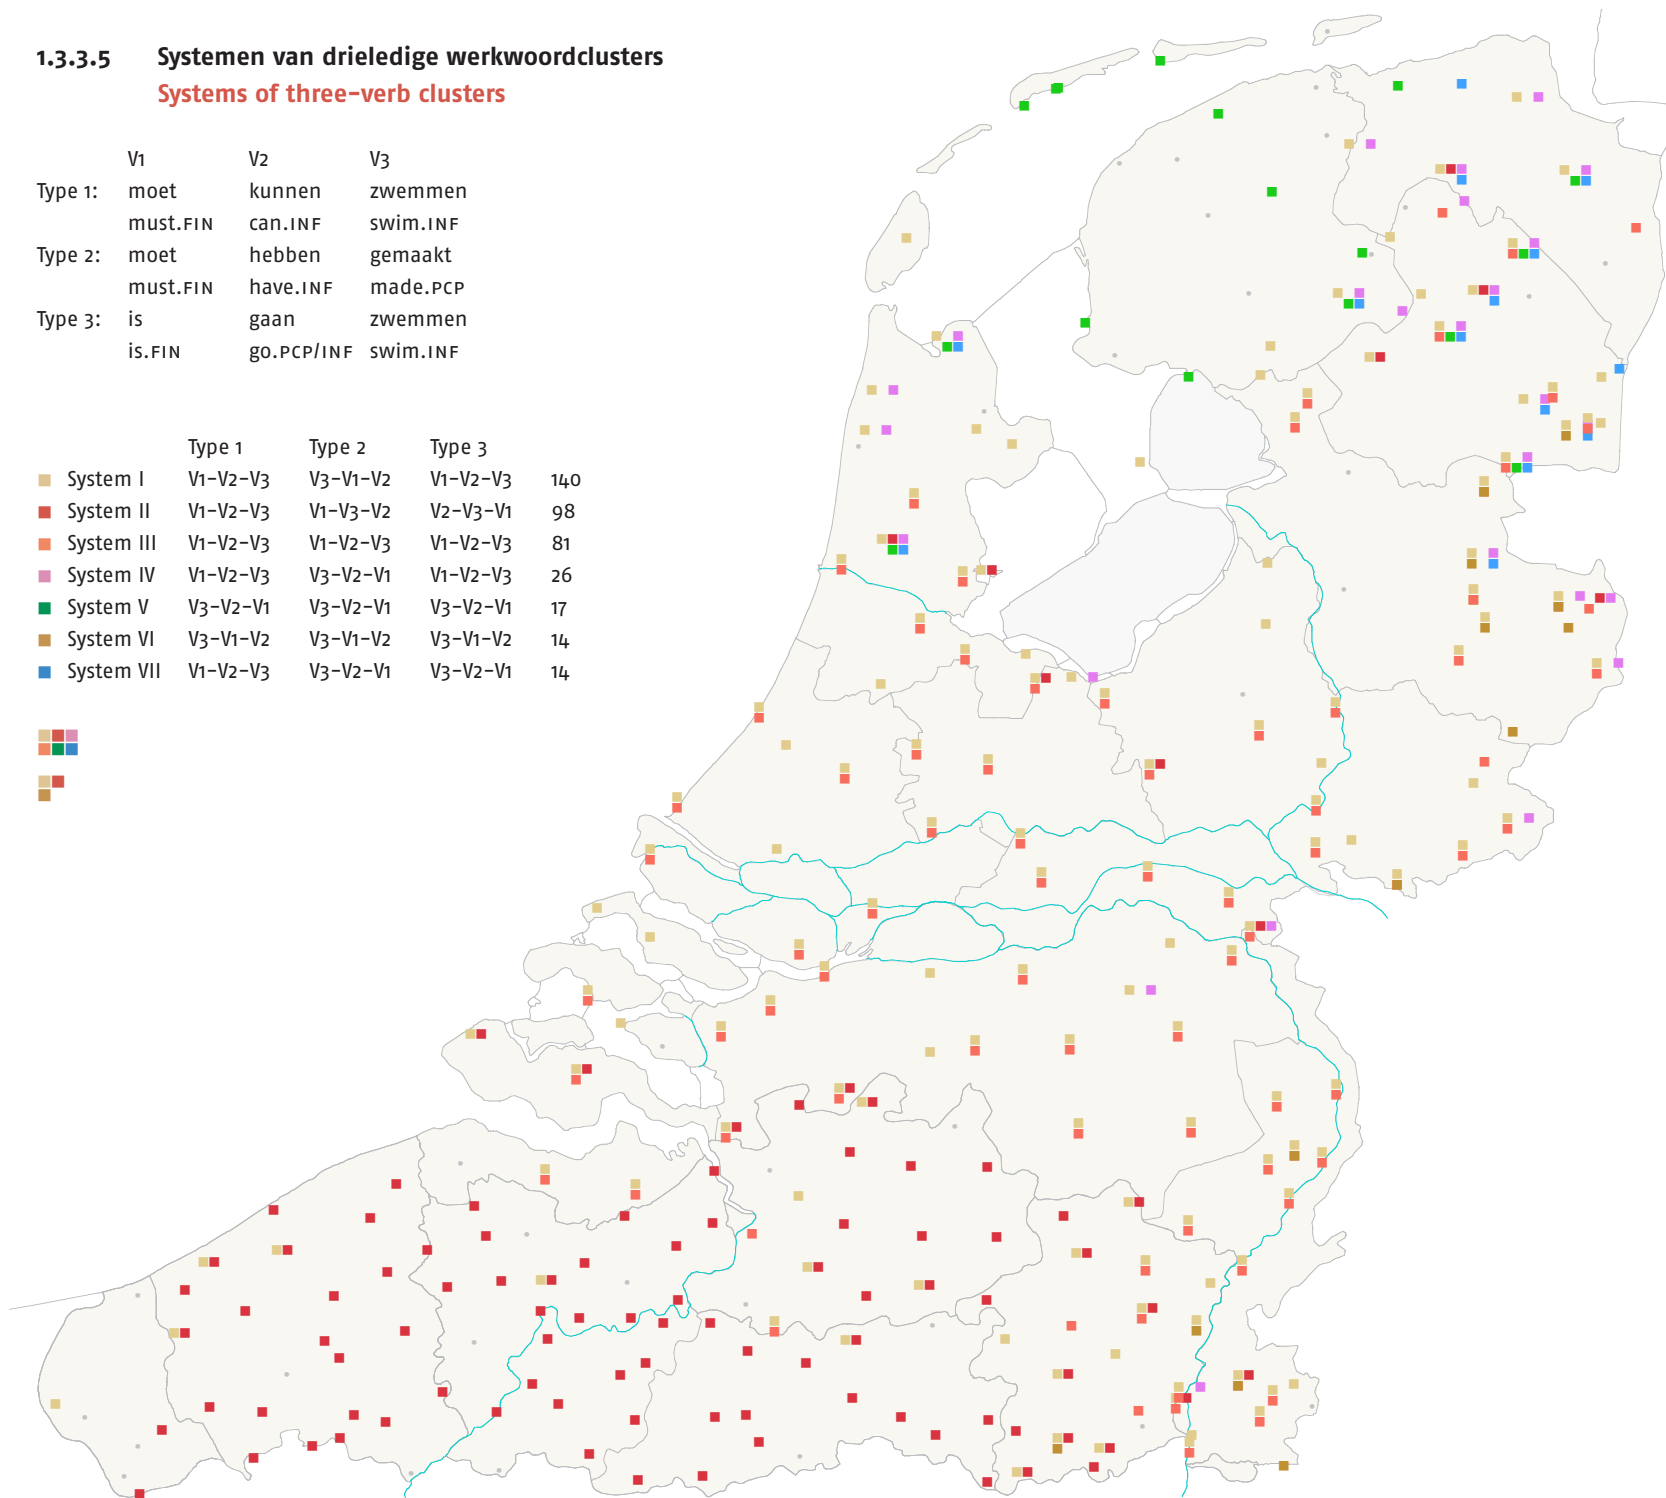 1.3.3.5 Systemen van drieledige werkwoordclusters
Systems of three-verb clusters
V1 V2 V3
Type 1: moet kunnen zwemmen
must.FIN can.INF swim.INF
Type 2: moet hebben gemaakt
must.FIN have.INF made.PCP
Type 3: is gaan zwemmen
is.FIN go.PCP/INF swim.INF
Type 1 Type 2 Type 3
System I V1-V2-V3 V3-V1-V2 V1-V2-V3 140
System II V1-V2-V3 V1-V3-V2 V2-V3-V1 98
System III V1-V2-V3 V1-V2-V3 V1-V2-V3 81
System IV V1-V2-V3 V3-V2-V1 V1-V2-V3 26
System V V3-V2-V1 V3-V2-V1 V3-V2-V1 17
System VI V3-V1-V2 V3-V1-V2 V3-V1-V2 14
System VII V1-V2-V3 V3-V2-V1 V3-V2-V1 14